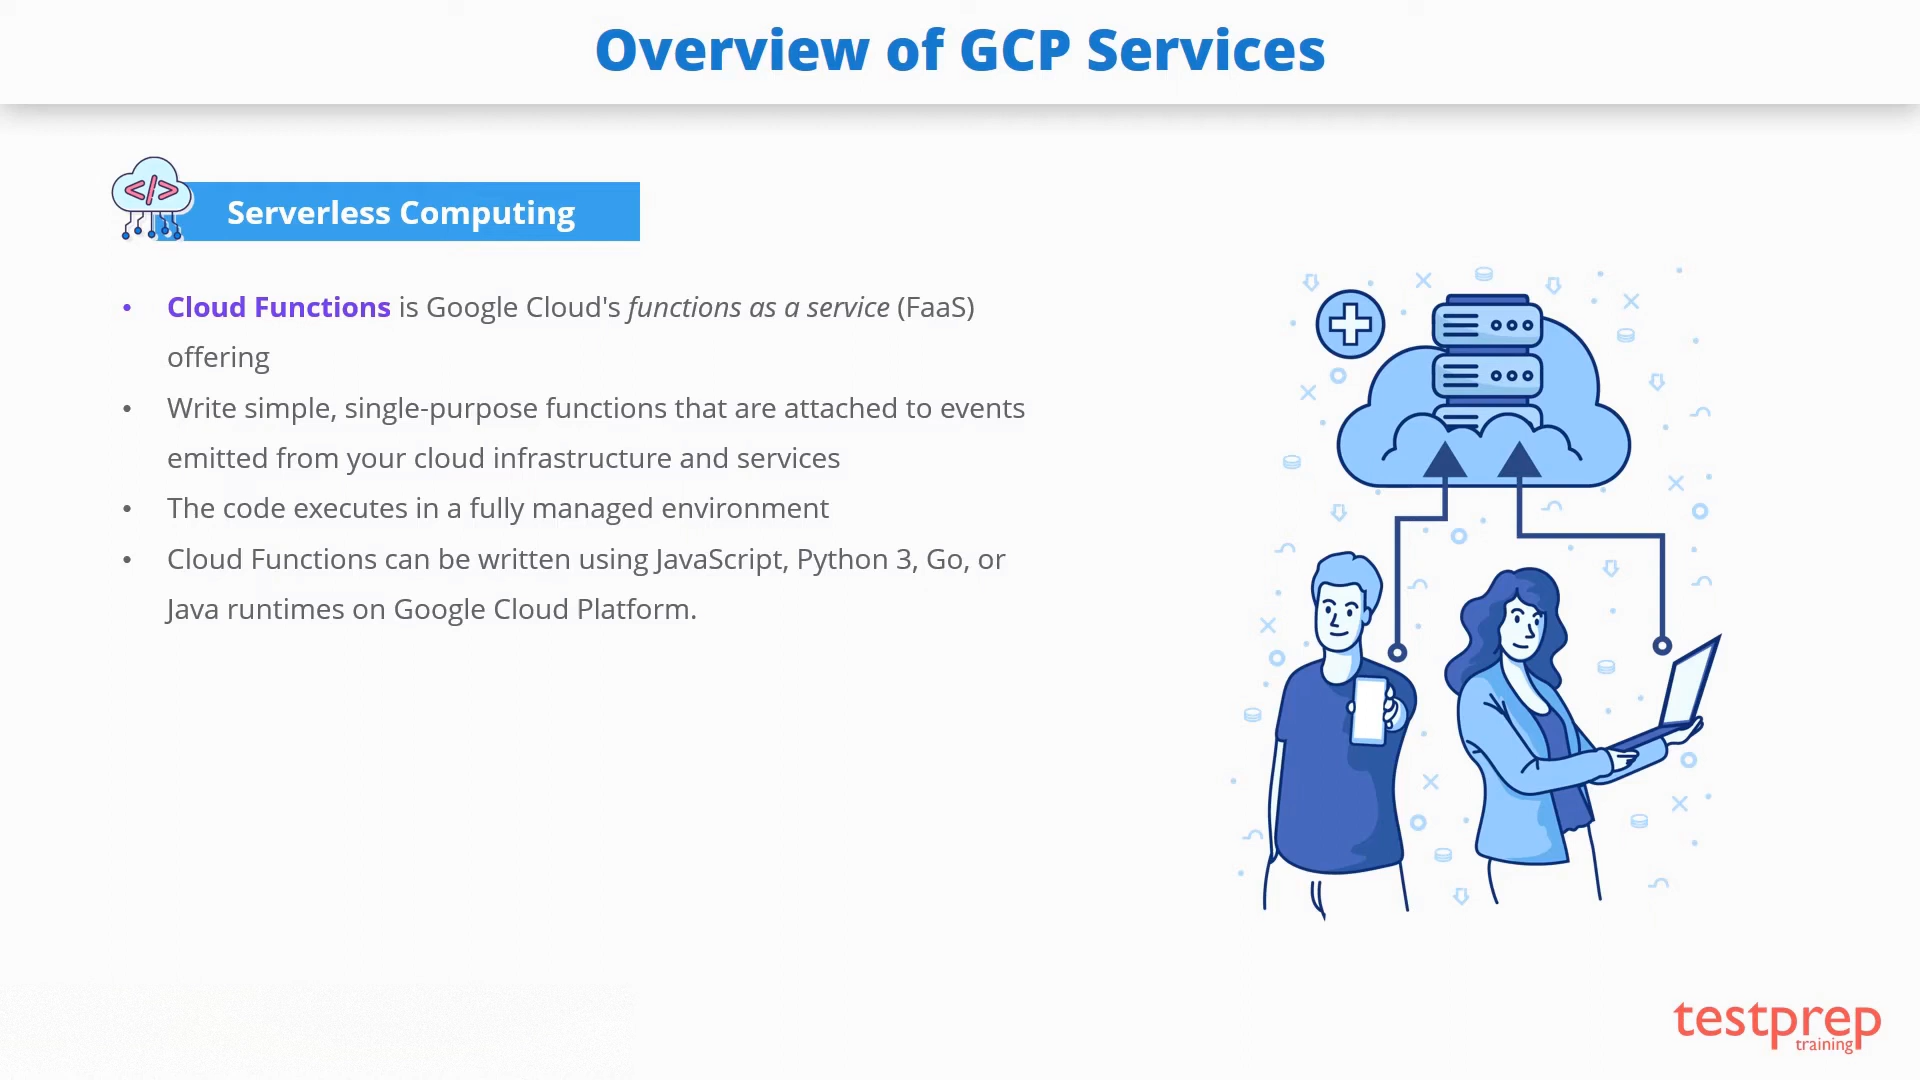 Overview of GCP Services
</>
Serverless Computing
• Cloud Functions is Google Cloud's functions as a service (FaaS)
offering
• Write simple, single-purpose functions that are attached to events
emitted from your cloud infrastructure and services
• The code executes in a fully managed environment
• Cloud Functions can be written using JavaScript, Python 3, Go, or
Java runtimes on Google Cloud Platform.
testprep
training